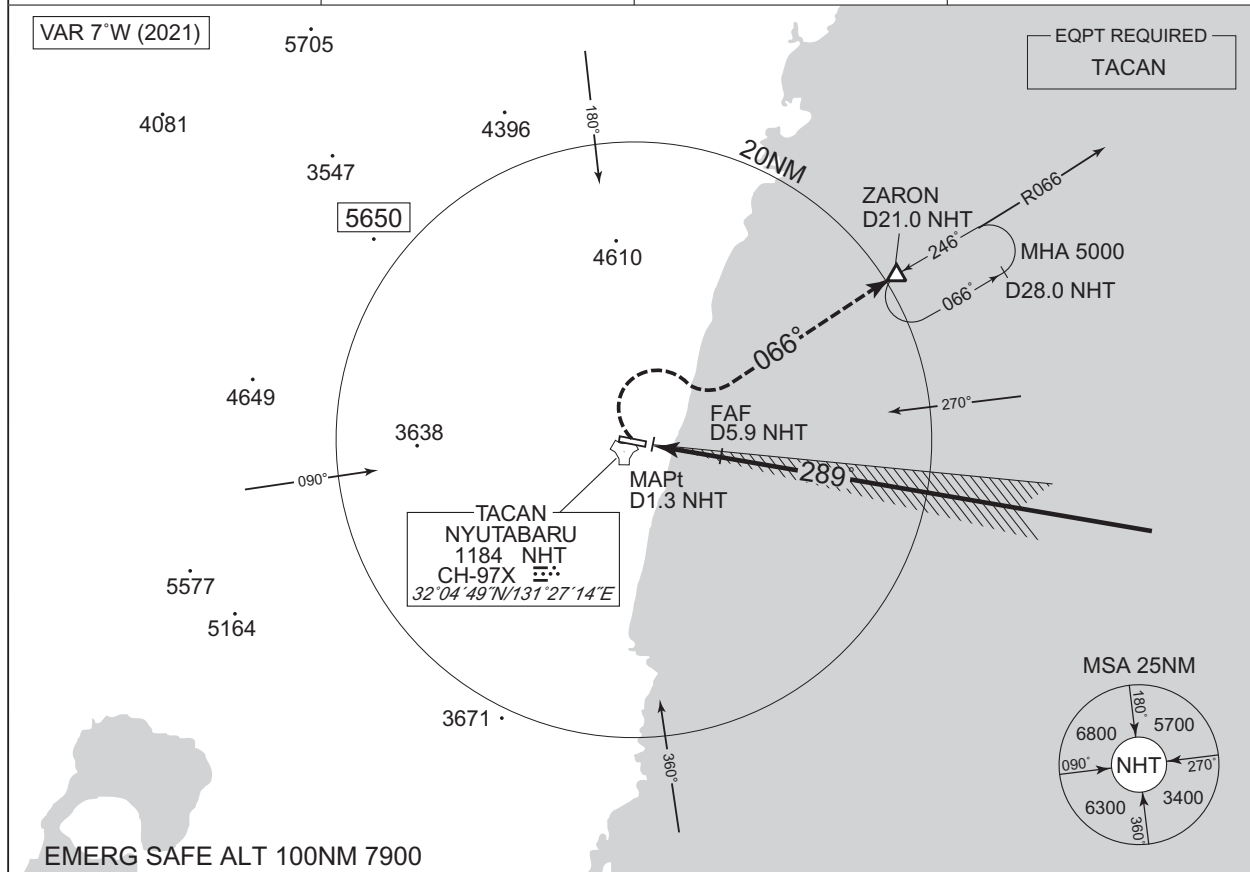 VAR 7°W (2021)
5705
EQPT REQUIRED
TACAN
4081
4396
180°
3547
20NM
5650
ZARON
D21.0 NHT
R066
246°
MHA 5000
4610
D28.0 NHT
066°
066°
4649
270°
FAF
D5.9 NHT
3638
289°
090°
MAPt
D1.3 NHT
TACAN
NYUTABARU
1184 NHT
CH-97X
32°04′49″N/131°27′14″E
5577
5164
3671
360°
MSA 25NM
180°
6800
5700
090°
NHT
270°
6300
3400
360°
EMERG SAFE ALT 100NM 7900